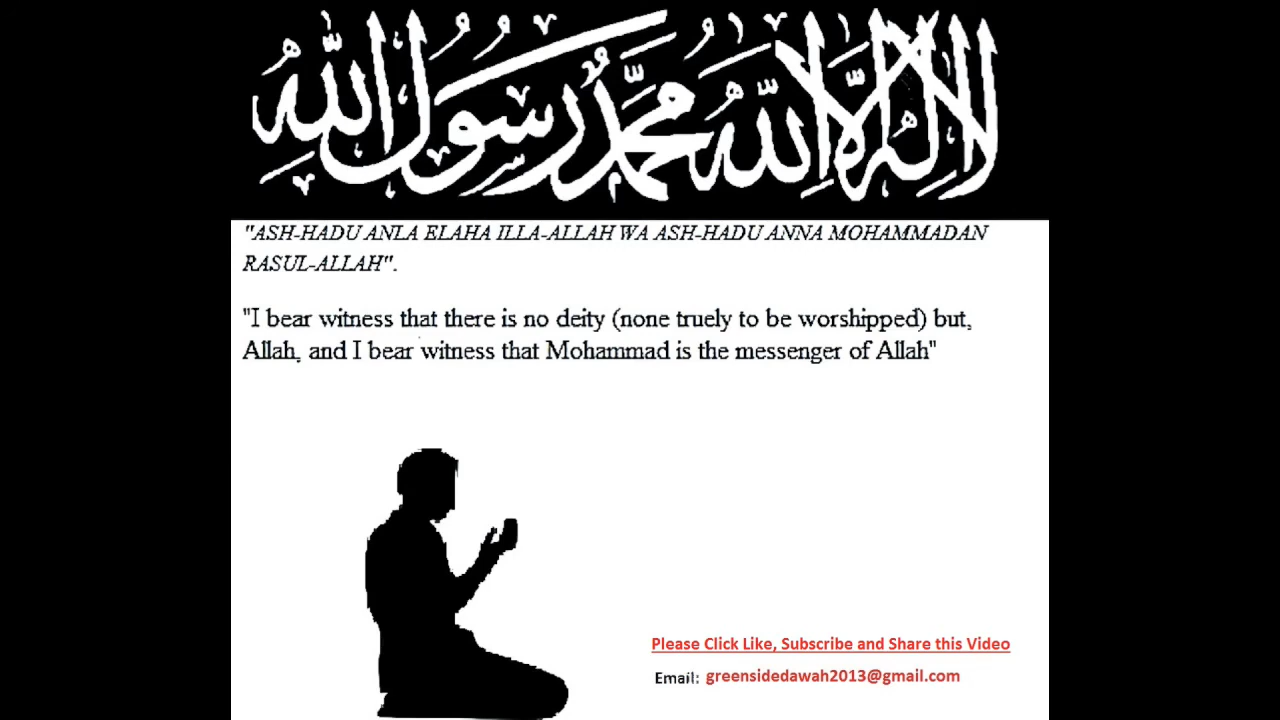 لا إله إلا الله محمد رسول الله
"ASH-HADU ANLA ELAHA ILLA-ALLAH WA ASH-HADU ANNA MOHAMMADAN
RASUL-ALLAH".
"I bear witness that there is no deity (none truely to be worshipped) but,
Allah, and I bear witness that Mohammad is the messenger of Allah"
Please Click Like, Subscribe and Share this Video
Email: greensidedawah2013@gmail.com